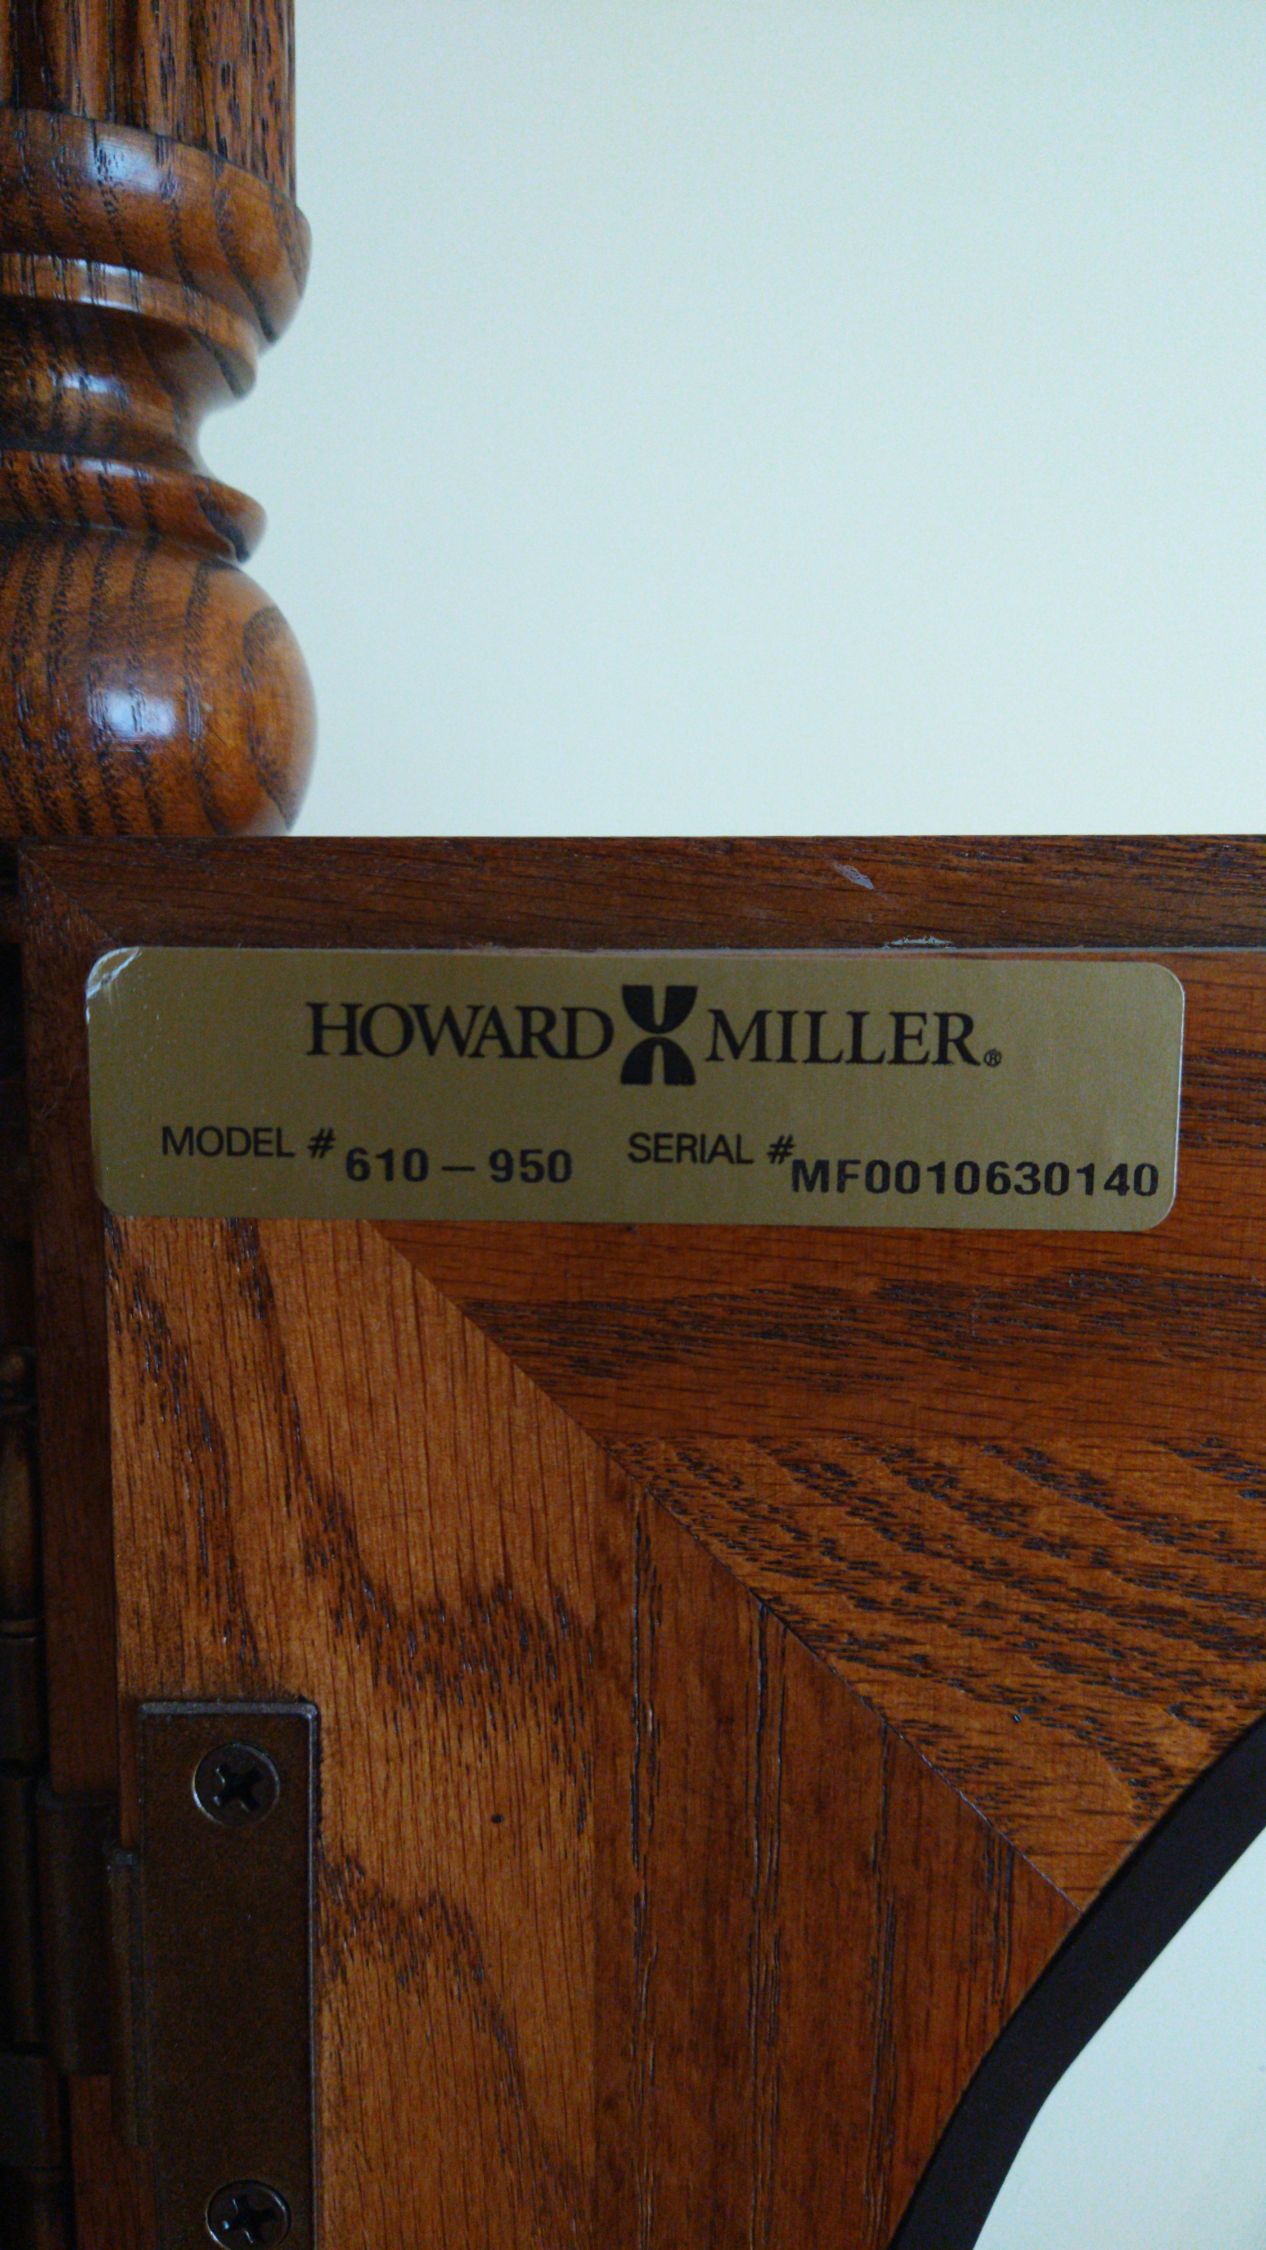 HOWARD MILLER®
MODEL # 610-950 SERIAL # MF0010630140